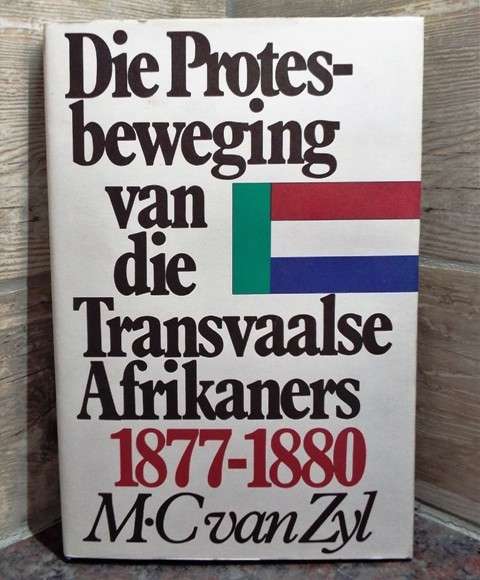 Die Protes-
beweging
van
die
Transvaalse
Afrikaners
1877-1880
M·C van Zyl